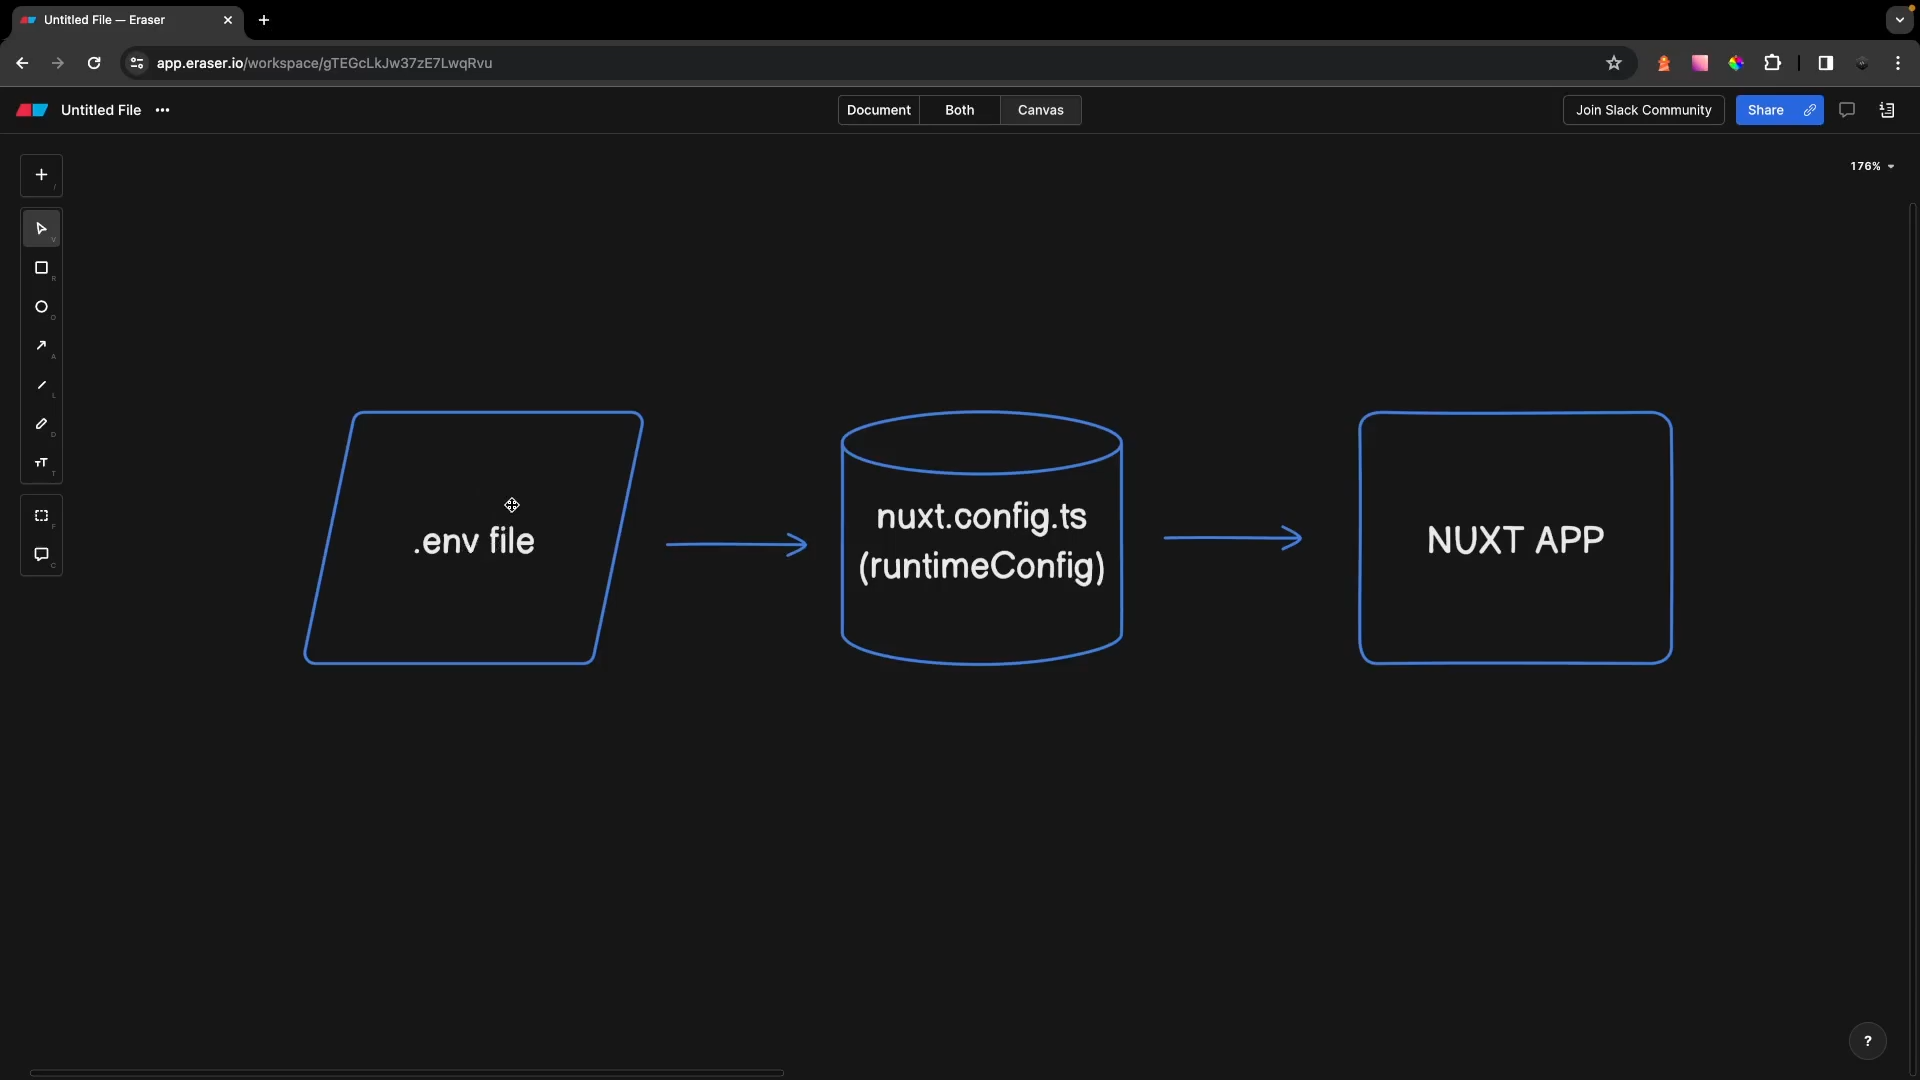 Untitled File — Eraser
app.eraser.io/workspace/gTEGcLkJw37zE7LwqRvu
Untitled File
Document
Both
Canvas
Join Slack Community
Share
176%
/
V
R
O
A
L
D
T
F
C
.env file
nuxt.config.ts
(runtimeConfig)
NUXT APP
?